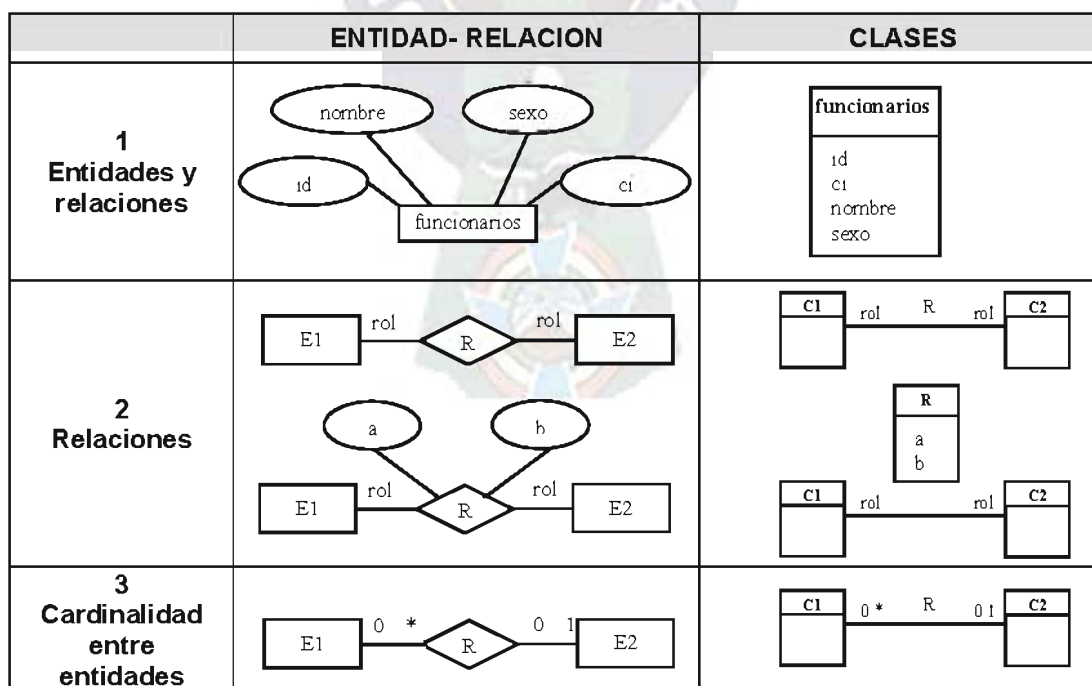 ENTIDAD- RELACION
CLASES
1
Entidades y
relaciones
nombre
sexo
id
ci
funcionarios
funcionarios
id
ci
nombre
sexo
2
Relaciones
E1 rol R rol E2
C1 rol R rol C2
a b
E1 rol R rol E2
R
a
b
C1 rol rol C2
3
Cardinalidad
entre
entidades
E1 0 * R 0 1 E2
C1 0 * R 0 1 C2